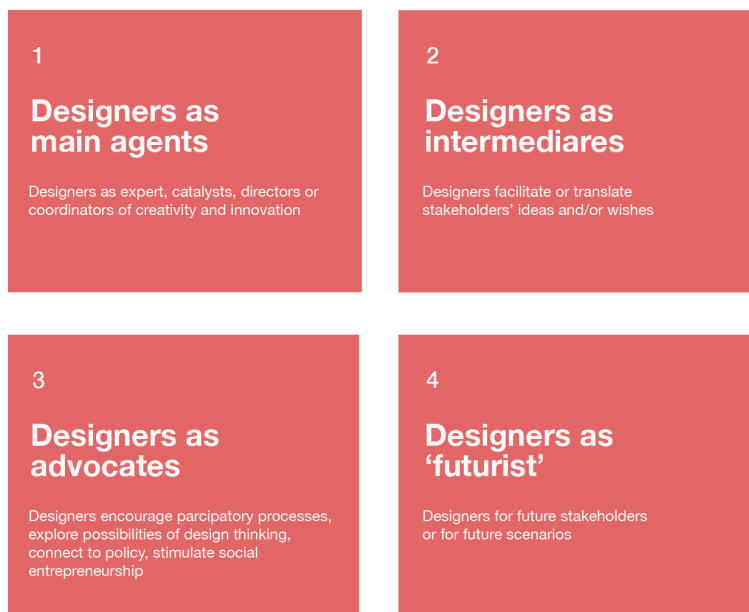 1
Designers as
main agents
Designers as expert, catalysts, directors or
coordinators of creativity and innovation
2
Designers as
intermediares
Designers facilitate or translate
stakeholders’ ideas and/or wishes
3
Designers as
advocates
Designers encourage parcipatory processes,
explore possibilities of design thinking,
connect to policy, stimulate social
entrepreneurship
4
Designers as
‘futurist’
Designers for future stakeholders
or for future scenarios